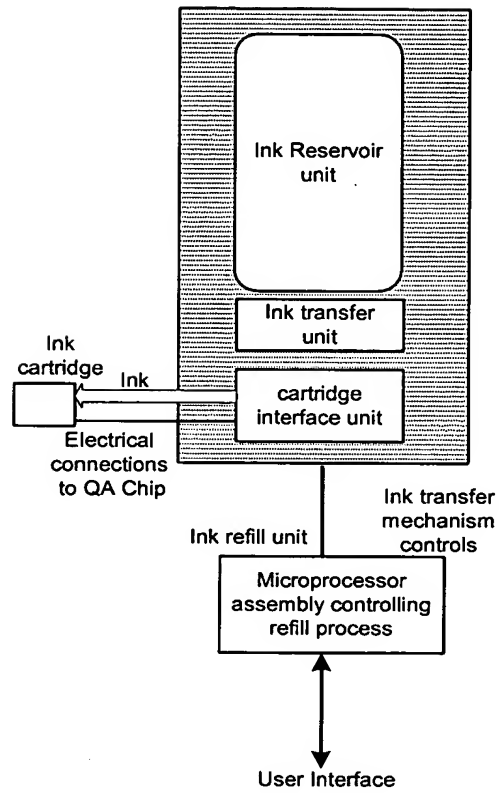 Ink Reservoir
unit
Ink transfer
unit
Ink
cartridge
Ink
cartridge
interface unit
Electrical
connections
to QA Chip
Ink transfer
mechanism
controls
Ink refill unit
Microprocessor
assembly controlling
refill process
User Interface